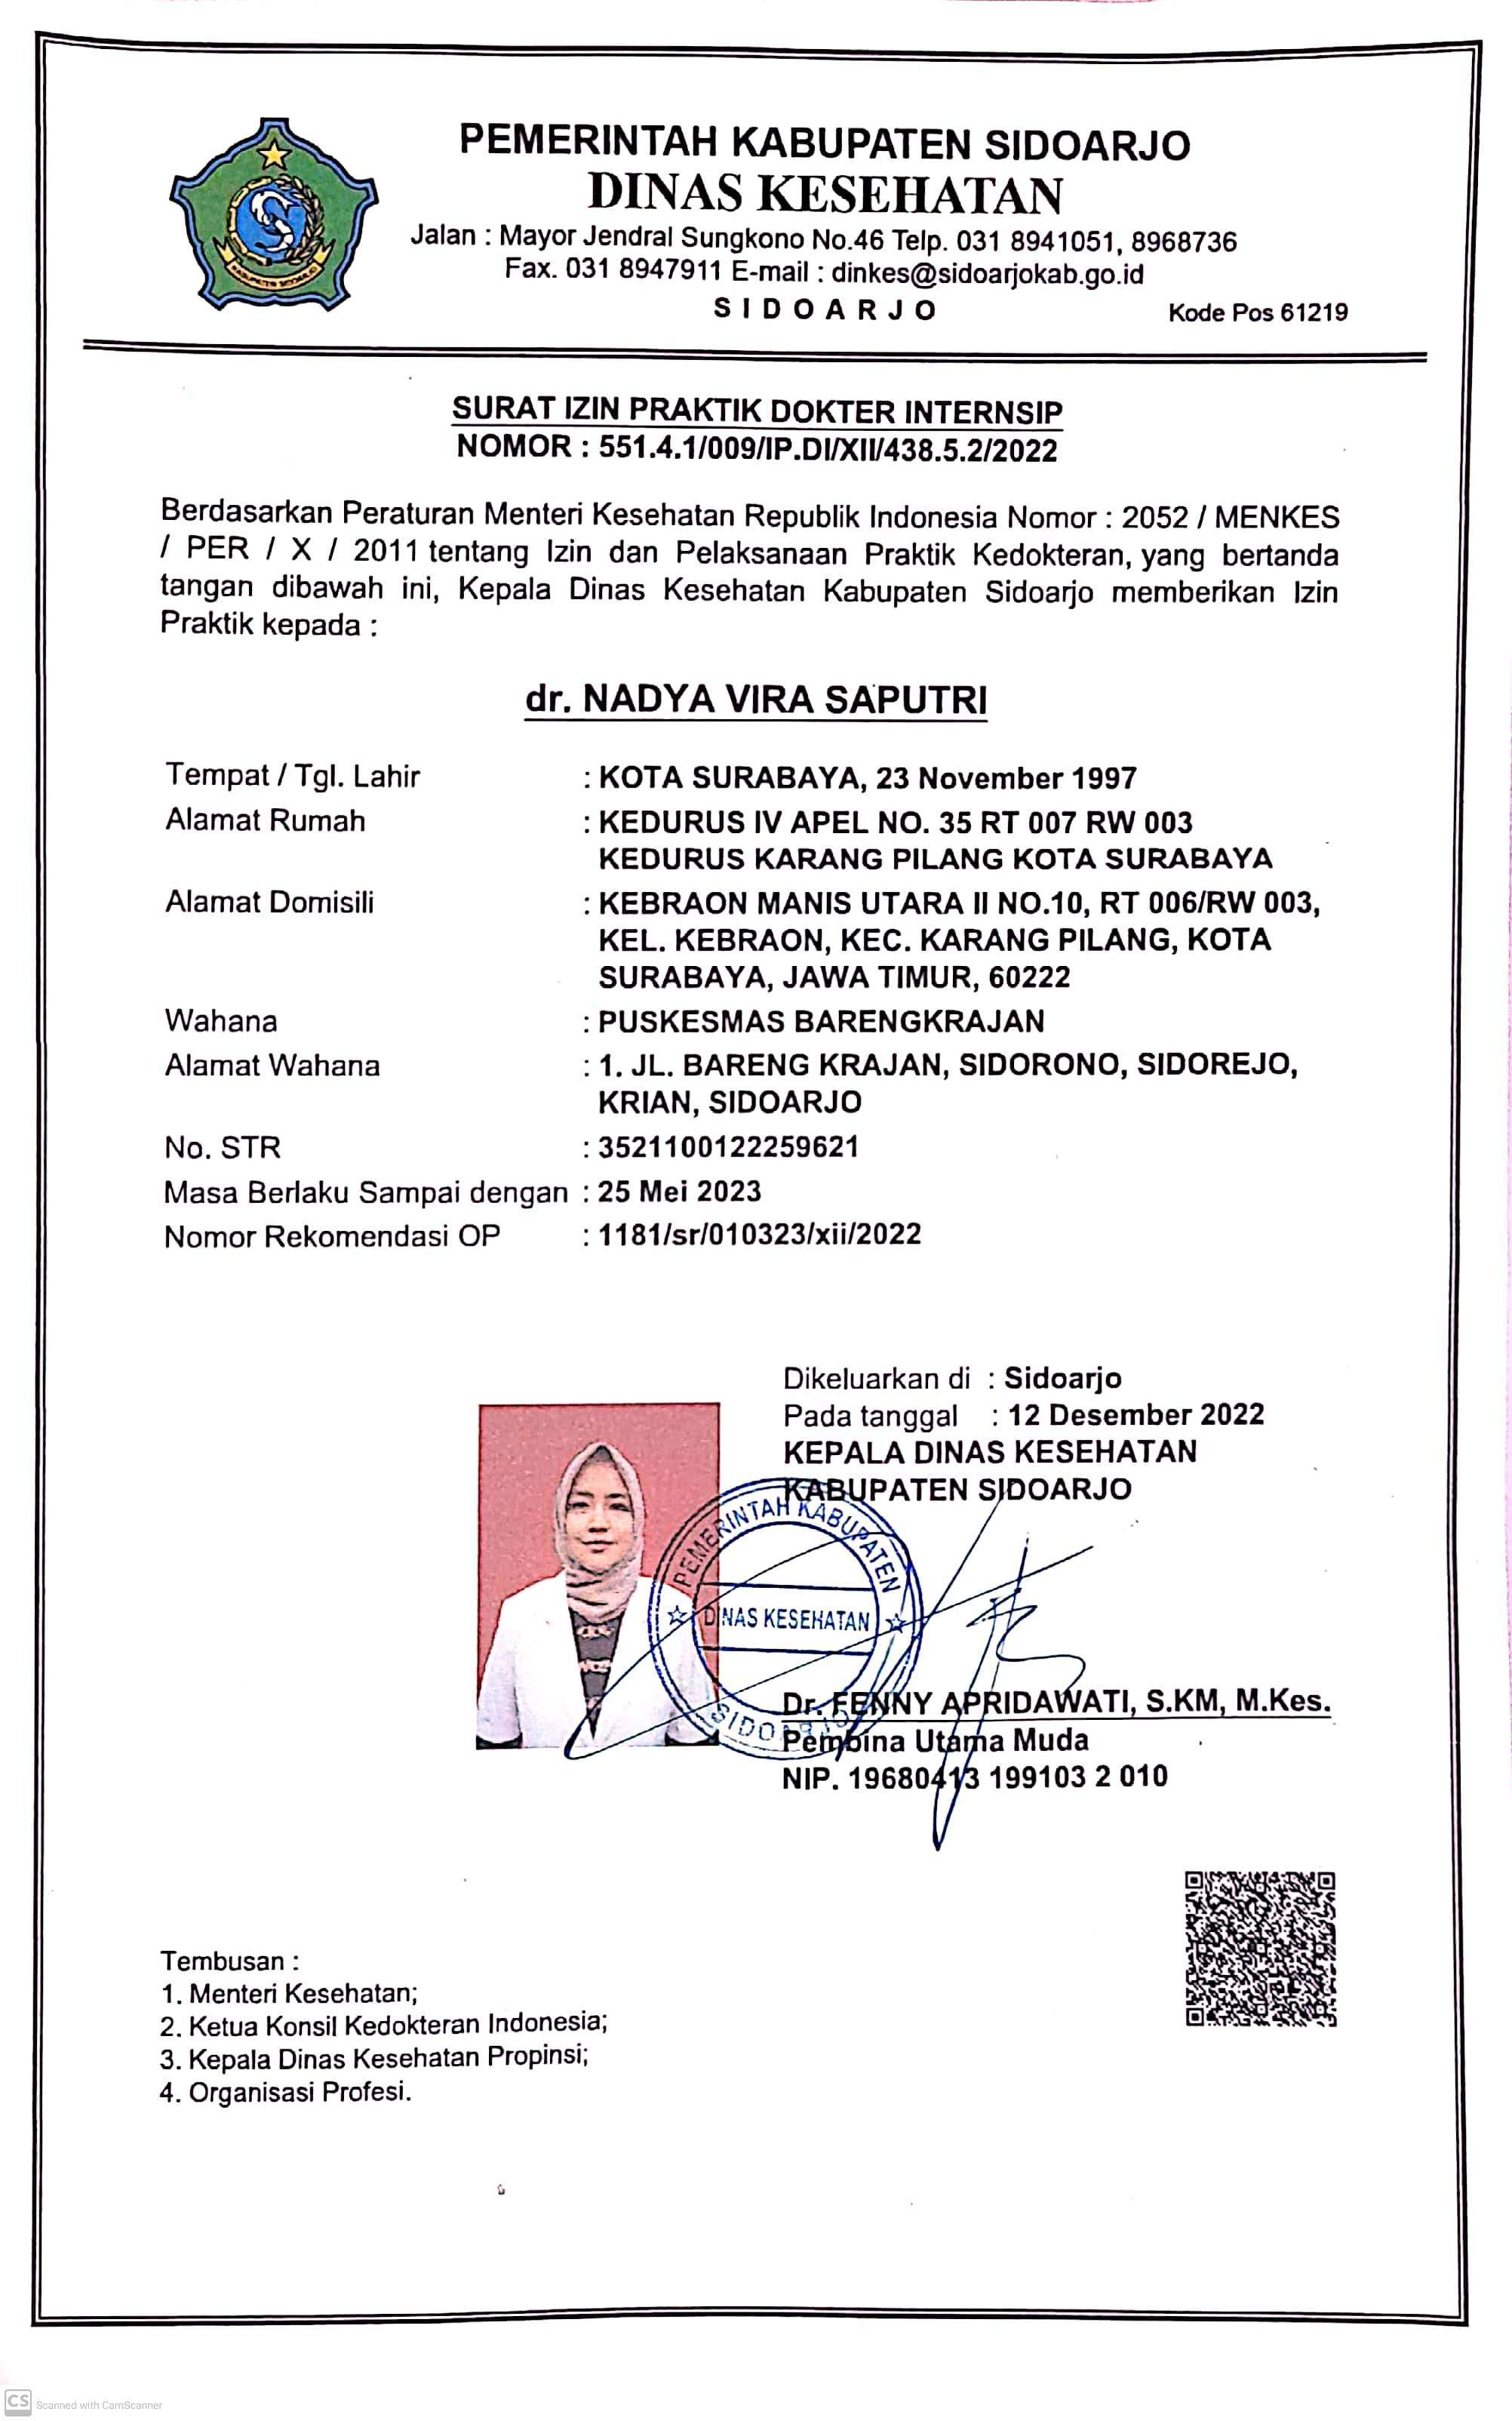 PEMERINTAH KABUPATEN SIDOARJO
DINAS KESEHATAN
Jalan : Mayor Jendral Sungkono No.46 Telp. 031 8941051, 8968736
Fax. 031 8947911 E-mail : dinkes@sidoarjokab.go.id
SIDOARJO Kode Pos 61219
KABUPATEN SIDOARJO
SURAT IZIN PRAKTIK DOKTER INTERNSIP
NOMOR : 551.4.1/009/IP.DI/XII/438.5.2/2022
Berdasarkan Peraturan Menteri Kesehatan Republik Indonesia Nomor : 2052 / MENKES
/ PER / X / 2011 tentang Izin dan Pelaksanaan Praktik Kedokteran, yang bertanda
tangan dibawah ini, Kepala Dinas Kesehatan Kabupaten Sidoarjo memberikan Izin
Praktik kepada :
dr. NADYA VIRA SAPUTRI
Tempat / Tgl. Lahir : KOTA SURABAYA, 23 November 1997
Alamat Rumah : KEDURUS IV APEL NO. 35 RT 007 RW 003
KEDURUS KARANG PILANG KOTA SURABAYA
Alamat Domisili : KEBRAON MANIS UTARA II NO.10, RT 006/RW 003,
KEL. KEBRAON, KEC. KARANG PILANG, KOTA
SURABAYA, JAWA TIMUR, 60222
Wahana : PUSKESMAS BARENGKRAJAN
Alamat Wahana : 1. JL. BARENG KRAJAN, SIDORONO, SIDOREJO,
KRIAN, SIDOARJO
No. STR : 3521100122259621
Masa Berlaku Sampai dengan : 25 Mei 2023
Nomor Rekomendasi OP : 1181/sr/010323/xii/2022
Dikeluarkan di : Sidoarjo
Pada tanggal : 12 Desember 2022
KEPALA DINAS KESEHATAN
KABUPATEN SIDOARJO
PEMERINTAH KABUPATEN
DINAS KESEHATAN
SIDOARJO
Dr. FENNY APRIDAWATI, S.KM, M.Kes.
Pembina Utama Muda
NIP. 19680413 199103 2 010
Tembusan :
1. Menteri Kesehatan;
2. Ketua Konsil Kedokteran Indonesia;
3. Kepala Dinas Kesehatan Propinsi;
4. Organisasi Profesi.
CS Scanned with CamScanner